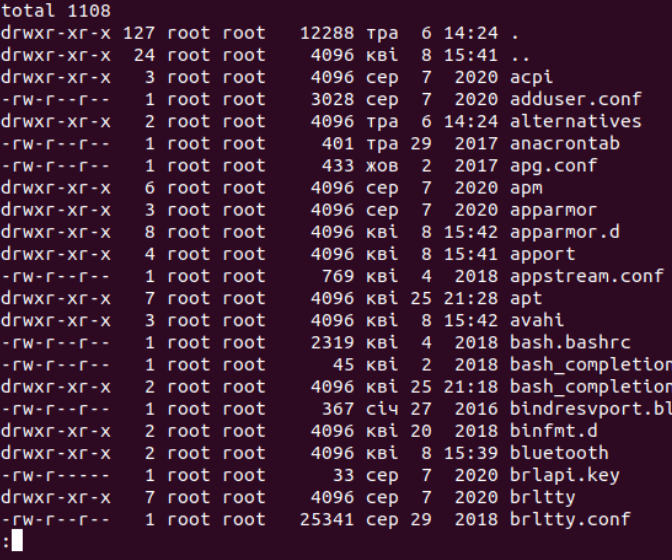 total 1108
drwxr-xr-x 127 root root   12288 тра  6 14:24 .
drwxr-xr-x  24 root root    4096 кві  8 15:41 ..
drwxr-xr-x   3 root root    4096 сер  7  2020 acpi
-rw-r--r--   1 root root    3028 сер  7  2020 adduser.conf
drwxr-xr-x   2 root root    4096 тра  6 14:24 alternatives
-rw-r--r--   1 root root     401 тра 29  2017 anacrontab
-rw-r--r--   1 root root     433 жов  2  2017 apg.conf
drwxr-xr-x   6 root root    4096 сер  7  2020 apm
drwxr-xr-x   3 root root    4096 сер  7  2020 apparmor
drwxr-xr-x   8 root root    4096 кві  8 15:42 apparmor.d
drwxr-xr-x   4 root root    4096 кві  8 15:41 apport
-rw-r--r--   1 root root     769 кві  4  2018 appstream.conf
drwxr-xr-x   7 root root    4096 кві 25 21:28 apt
drwxr-xr-x   3 root root    4096 кві  8 15:42 avahi
-rw-r--r--   1 root root    2319 кві  4  2018 bash.bashrc
-rw-r--r--   1 root root      45 кві  2  2018 bash_completion
drwxr-xr-x   2 root root    4096 кві 25 21:18 bash_completion
-rw-r--r--   1 root root     367 січ 27  2016 bindresvport.bl
drwxr-xr-x   2 root root    4096 кві 20  2018 binfmt.d
drwxr-xr-x   2 root root    4096 кві  8 15:39 bluetooth
-rw-r-----   1 root root      33 сер  7  2020 brlapi.key
drwxr-xr-x   7 root root    4096 сер  7  2020 brltty
-rw-r--r--   1 root root   25341 сер 29  2018 brltty.conf
: